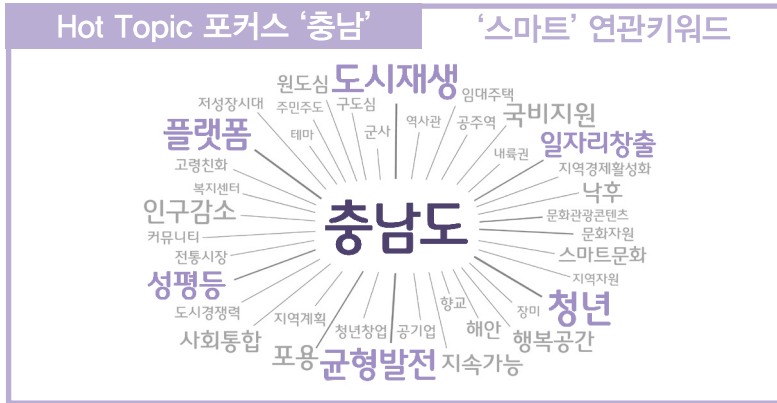 Hot Topic 포커스 ‘충남’
‘스마트’ 연관키워드
원도심 도시재생 임대주택
저성장시대 주민주도 구도심 국비지원
플랫폼 테마 군사 역사관 공주역 일자리창출
고령친화 내륙권 지역경제활성화
복지센터 낙후
인구감소 충남도 문화관광콘텐츠
커뮤니티 문화자원
전통시장 스마트문화
성평등 지역자원
도시경쟁력 지역계획 향교 장미 청년
사회통합 청년창업 공기업 해안 행복공간
포용 균형발전 지속가능